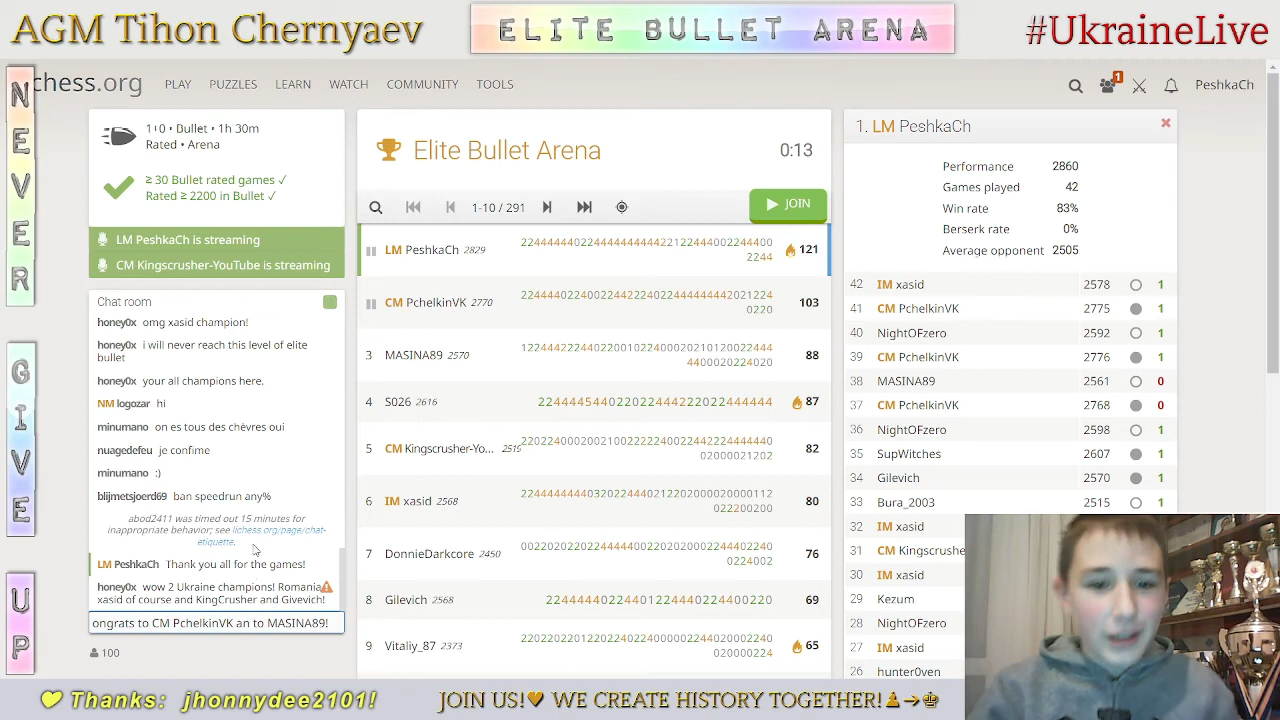 AGM Tihon Chernyaev
ELITE BULLET ARENA
#UkraineLive
NEVER
GIVE
UP
chess.org
PLAY
PUZZLES
LEARN
WATCH
COMMUNITY
TOOLS
1
PeshkaCh
1+0 • Bullet • 1h 30m
Rated • Arena
≥ 30 Bullet rated games ✓
Rated ≥ 2200 in Bullet ✓
LM PeshkaCh is streaming
CM Kingscrusher-YouTube is streaming
Chat room
honey0x omg xasid champion!
honey0x i will never reach this level of elite
bullet
honey0x your all champions here.
NM logozar hi
minumano on es tous des chèvres oui
nuagedefeu je confime
minumano :)
blijmetsjoerd69 ban speedrun any%
abod2411 was timed out 15 minutes for
inappropriate behavior; see lichess.org/page/chat-
etiquette.
LM PeshkaCh Thank you all for the games!
honey0x wow 2 Ukraine champions! Romania
xasid of course and KingCrusher and Givevich!
ongrats to CM PchelkinVK an to MASINA89!
100
Elite Bullet Arena
0:13
1-10 / 291
JOIN
LM PeshkaCh 2829
121
CM PchelkinVK 2770
103
3 MASINA89 2570
88
4 S026 2616 22444454402202244422022444444 87
5 CM Kingscrusher-Yo... 2519
82
6 IM xasid 2568
80
7 DonnieDarkcore 2450
76
8 Gilevich 2568
69
9 Vitaliy_87 2373
65
1. LM PeshkaCh
Performance 2860
Games played 42
Win rate 83%
Berserk rate 0%
Average opponent 2505
42 IM xasid 2578 1
41 CM PchelkinVK 2775 1
40 NightOFzero 2592 1
39 CM PchelkinVK 2776 1
38 MASINA89 2561 0
37 CM PchelkinVK 2768 0
36 NightOFzero 2598 1
35 SupWitches 2607 1
34 Gilevich 2570 1
33 Bura_2003 2515 1
32 IM xasid
31 CM Kingscrushe
30 IM xasid
29 Kezum
28 NightOFzero
27 IM xasid
26 hunter0ven
Thanks: jhonnydee2101!
JOIN US! WE CREATE HISTORY TOGETHER!